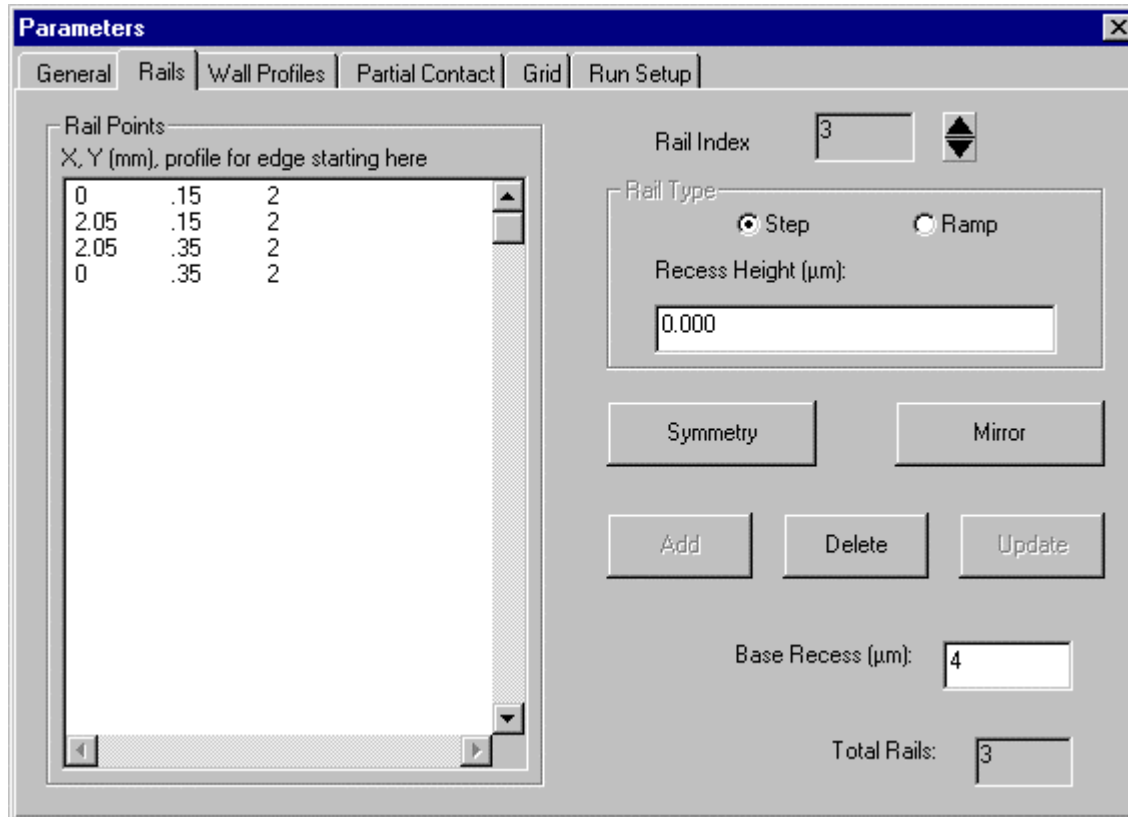 Parameters
General Rails Wall Profiles Partial Contact Grid Run Setup
Rail Points
X, Y (mm), profile for edge starting here
0 .15 2
2.05 .15 2
2.05 .35 2
0 .35 2
Rail Index 3
Rail Type
Step Ramp
Recess Height (µm):
0.000
Symmetry Mirror
Add Delete Update
Base Recess (µm): 4
Total Rails: 3